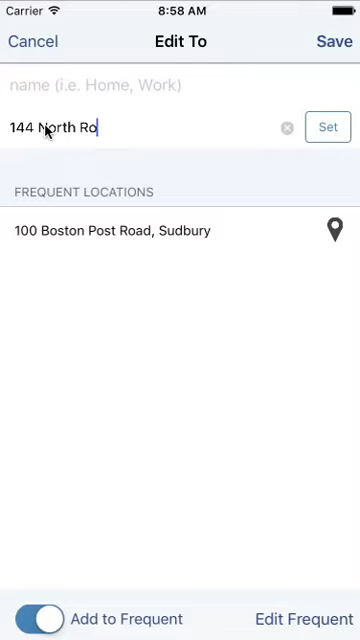 Carrier 8:58 AM
Cancel Edit To Save
name (i.e. Home, Work)
144 North Ro Set
FREQUENT LOCATIONS
100 Boston Post Road, Sudbury
Add to Frequent Edit Frequent